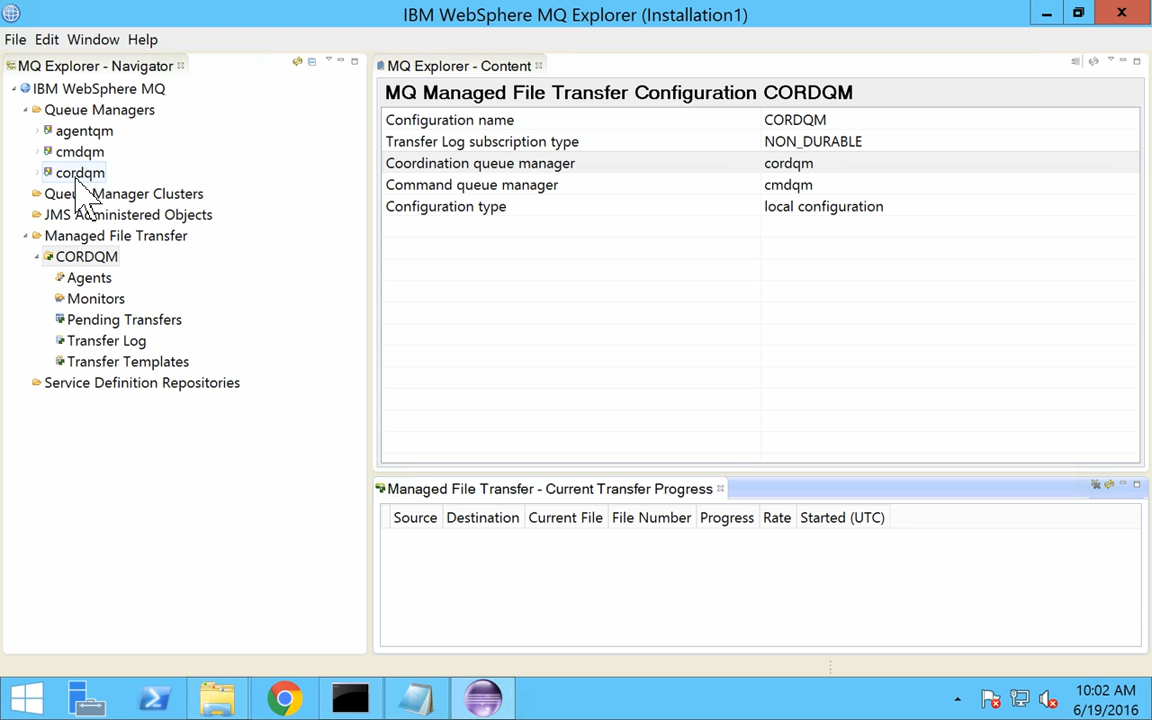 IBM WebSphere MQ Explorer (Installation1)
File Edit Window Help
MQ Explorer - Navigator
IBM WebSphere MQ
Queue Managers
agentqm
cmdqm
cordqm
Queue Manager Clusters
JMS Administered Objects
Managed File Transfer
CORDQM
Agents
Monitors
Pending Transfers
Transfer Log
Transfer Templates
Service Definition Repositories
MQ Explorer - Content
MQ Managed File Transfer Configuration CORDQM
Configuration name CORDQM
Transfer Log subscription type NON_DURABLE
Coordination queue manager cordqm
Command queue manager cmdqm
Configuration type local configuration
Managed File Transfer - Current Transfer Progress
Source Destination Current File File Number Progress Rate Started (UTC)
10:02 AM
6/19/2016